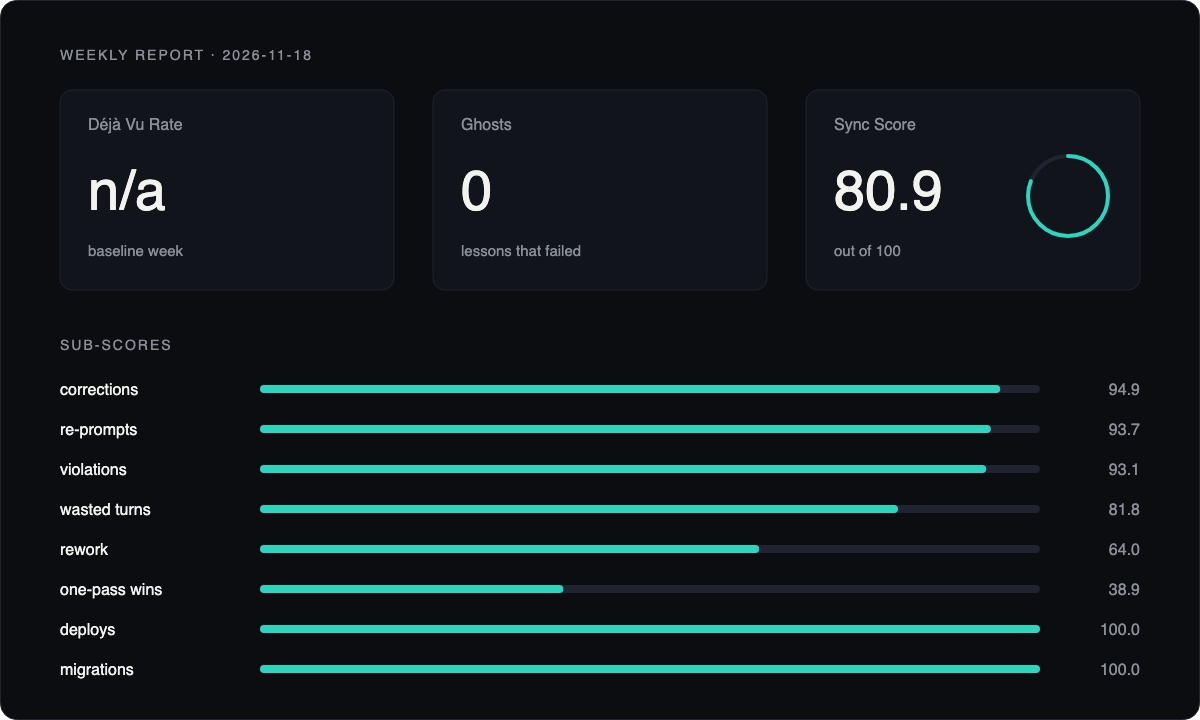 WEEKLY REPORT · 2026-11-18
Déjà Vu Rate
n/a
baseline week
Ghosts
0
lessons that failed
Sync Score
80.9
out of 100
SUB-SCORES
corrections 94.9
re-prompts 93.7
violations 93.1
wasted turns 81.8
rework 64.0
one-pass wins 38.9
deploys 100.0
migrations 100.0